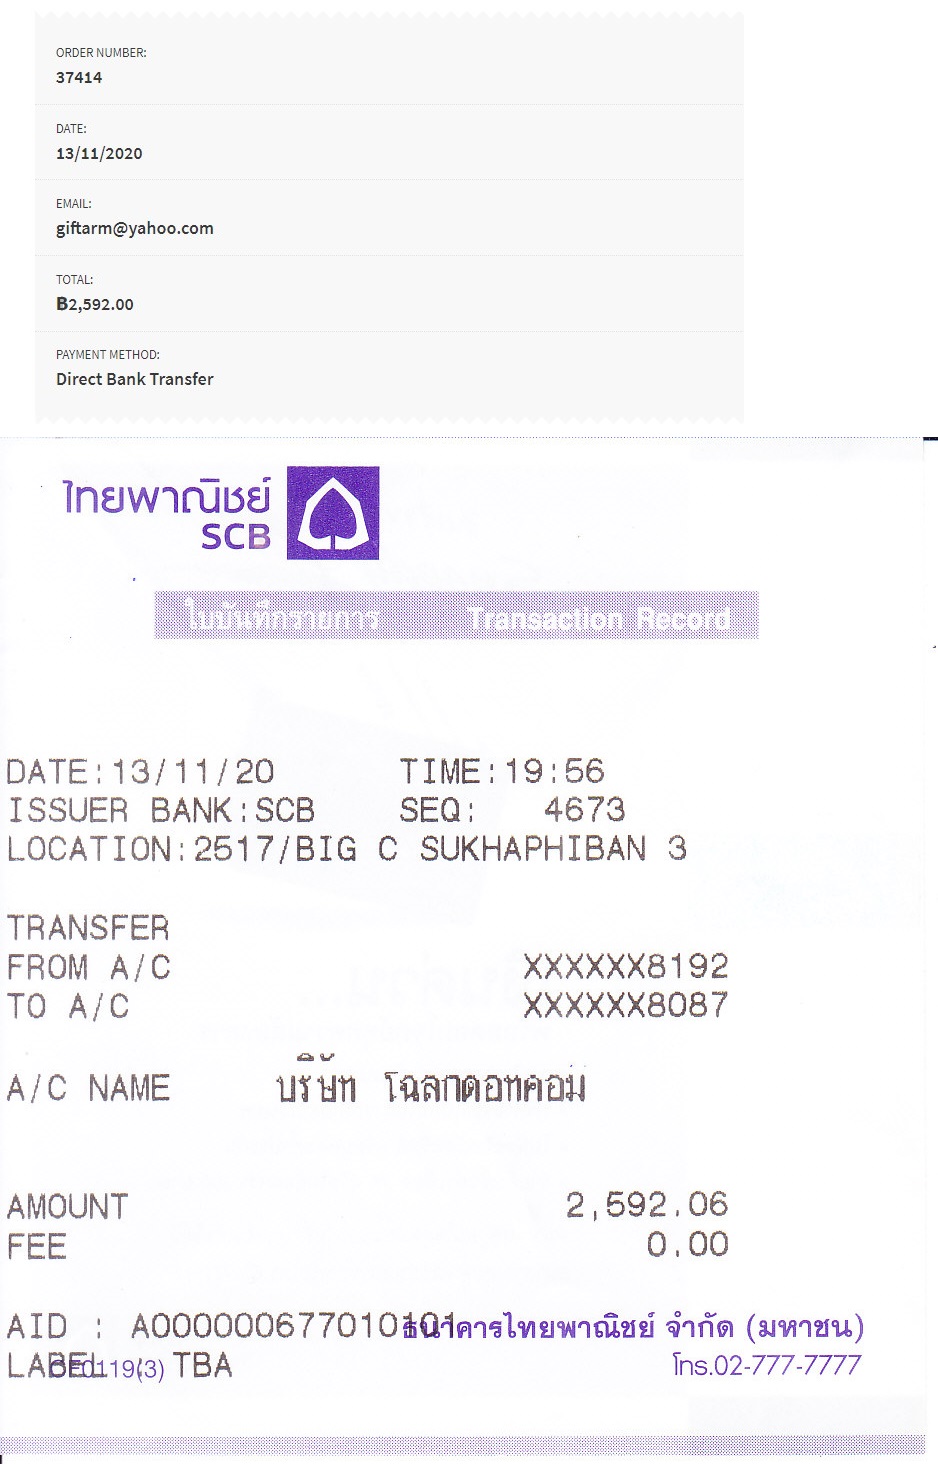 ORDER NUMBER:
37414
DATE:
13/11/2020
EMAIL:
giftarm@yahoo.com
TOTAL:
฿2,592.00
PAYMENT METHOD:
Direct Bank Transfer
ไทยพาณิชย์
SCB
ใบบันทึกรายการ Transaction Record
DATE:13/11/20 TIME:19:56
ISSUER BANK:SCB SEQ: 4673
LOCATION:2517/BIG C SUKHAPHIBAN 3
TRANSFER
FROM A/C XXXXXX8192
TO A/C XXXXXX8087
A/C NAME บริษัท โฉลกดอทคอม
AMOUNT 2,592.06
FEE 0.00
AID : A0000000677010101 ธนาคารไทยพาณิชย์ จำกัด (มหาชน)
LABEL : TBA โทร.02-777-7777